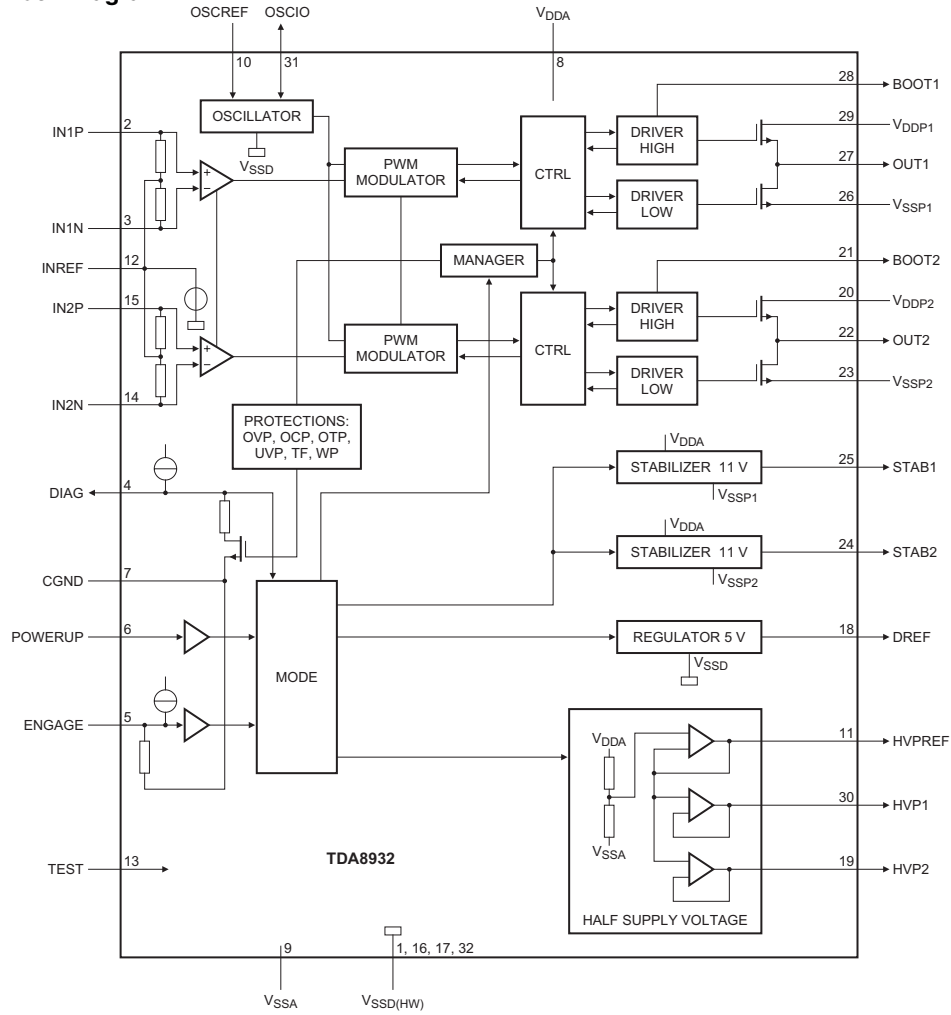 OSCREF
OSCIO
VDDA
10
31
8
28
BOOT1
OSCILLATOR
VSSD
IN1P
2
29
VDDP1
DRIVER
HIGH
PWM
MODULATOR
CTRL
27
OUT1
+
−
DRIVER
LOW
26
VSSP1
IN1N
3
21
BOOT2
INREF
12
MANAGER
IN2P
15
20
VDDP2
DRIVER
HIGH
PWM
MODULATOR
CTRL
22
OUT2
+
−
DRIVER
LOW
23
VSSP2
IN2N
14
PROTECTIONS:
OVP, OCP, OTP,
UVP, TF, WP
VDDA
STABILIZER 11 V
25
STAB1
VSSP1
DIAG
4
VDDA
STABILIZER 11 V
24
STAB2
VSSP2
CGND
7
POWERUP
6
REGULATOR 5 V
18
DREF
VSSD
MODE
ENGAGE
5
VDDA
11
HVPREF
30
HVP1
VSSA
TEST
13
TDA8932
19
HVP2
HALF SUPPLY VOLTAGE
9
1, 16, 17, 32
VSSA
VSSD(HW)